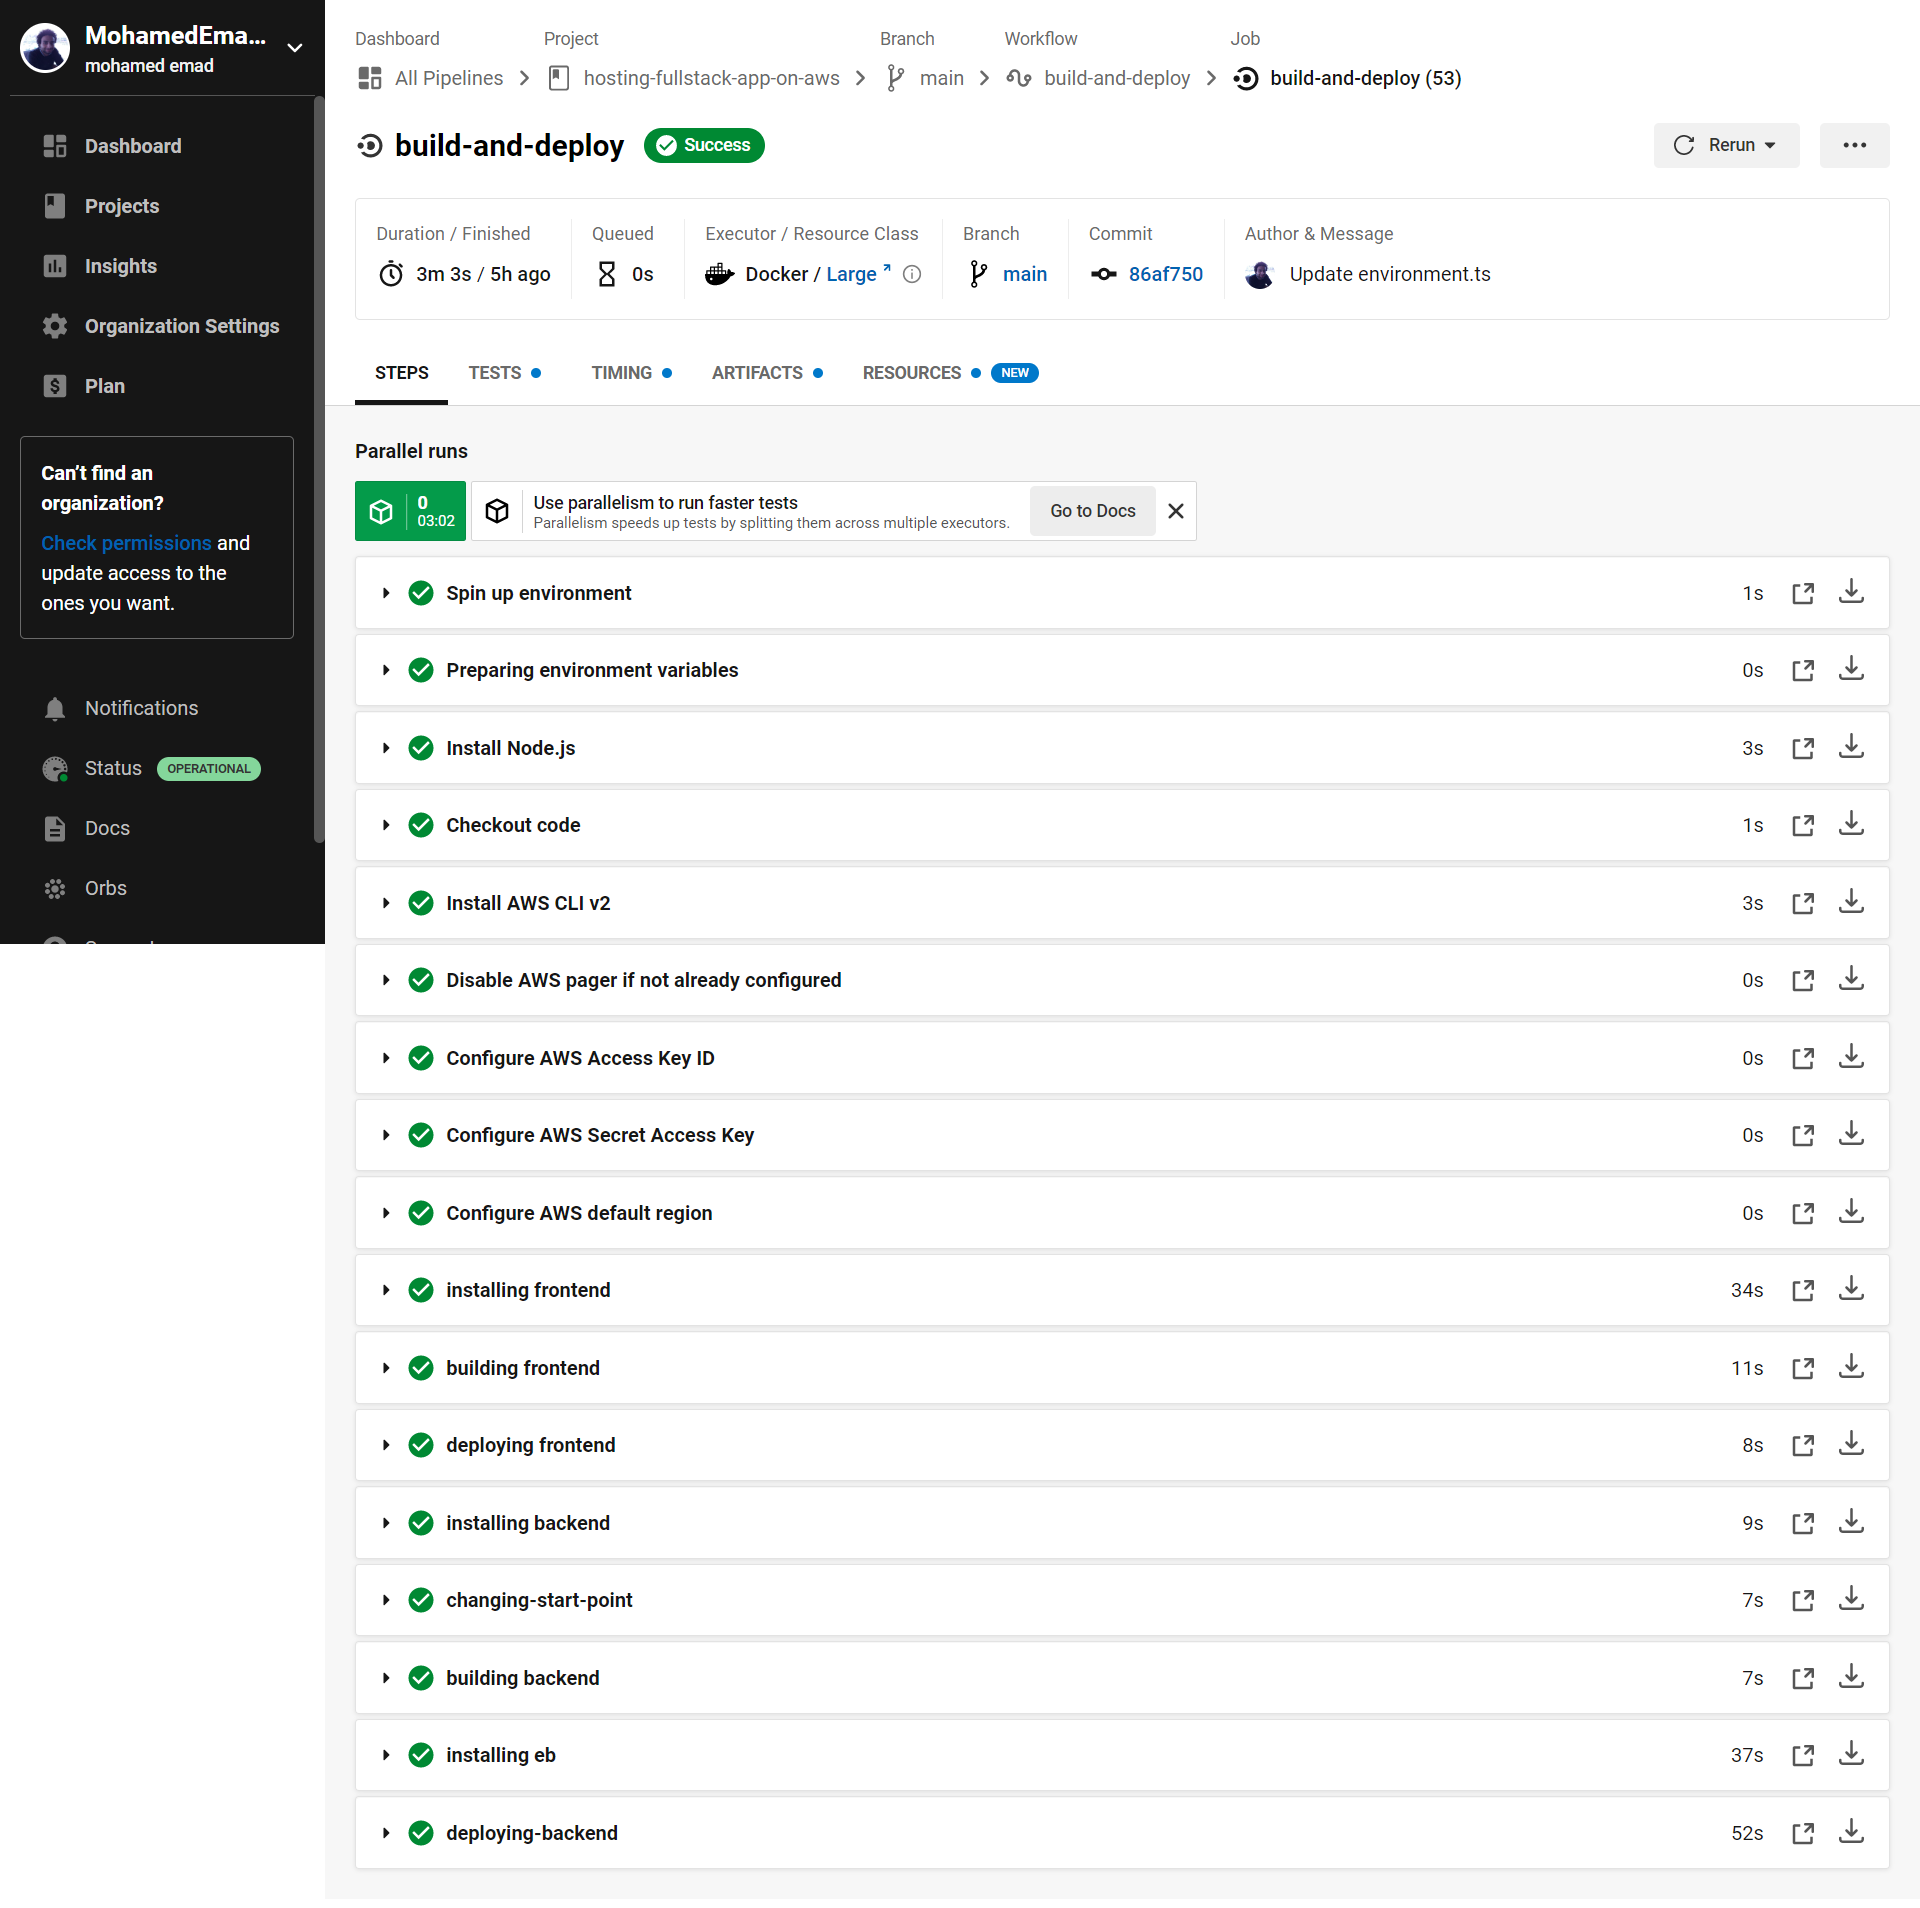 MohamedEma...
mohamed emad
Dashboard
Projects
Insights
Organization Settings
Plan
Can't find an
organization?
Check permissions and
update access to the
ones you want.
Notifications
Status OPERATIONAL
Docs
Orbs
Dashboard Project Branch Workflow Job
All Pipelines hosting-fullstack-app-on-aws main build-and-deploy build-and-deploy (53)
build-and-deploy Success Rerun
Duration / Finished Queued Executor / Resource Class Branch Commit Author & Message
3m 3s / 5h ago 0s Docker / Large main 86af750 Update environment.ts
STEPS TESTS TIMING ARTIFACTS RESOURCES NEW
Parallel runs
0
03:02
Use parallelism to run faster tests
Parallelism speeds up tests by splitting them across multiple executors.
Go to Docs
Spin up environment 1s
Preparing environment variables 0s
Install Node.js 3s
Checkout code 1s
Install AWS CLI v2 3s
Disable AWS pager if not already configured 0s
Configure AWS Access Key ID 0s
Configure AWS Secret Access Key 0s
Configure AWS default region 0s
installing frontend 34s
building frontend 11s
deploying frontend 8s
installing backend 9s
changing-start-point 7s
building backend 7s
installing eb 37s
deploying-backend 52s